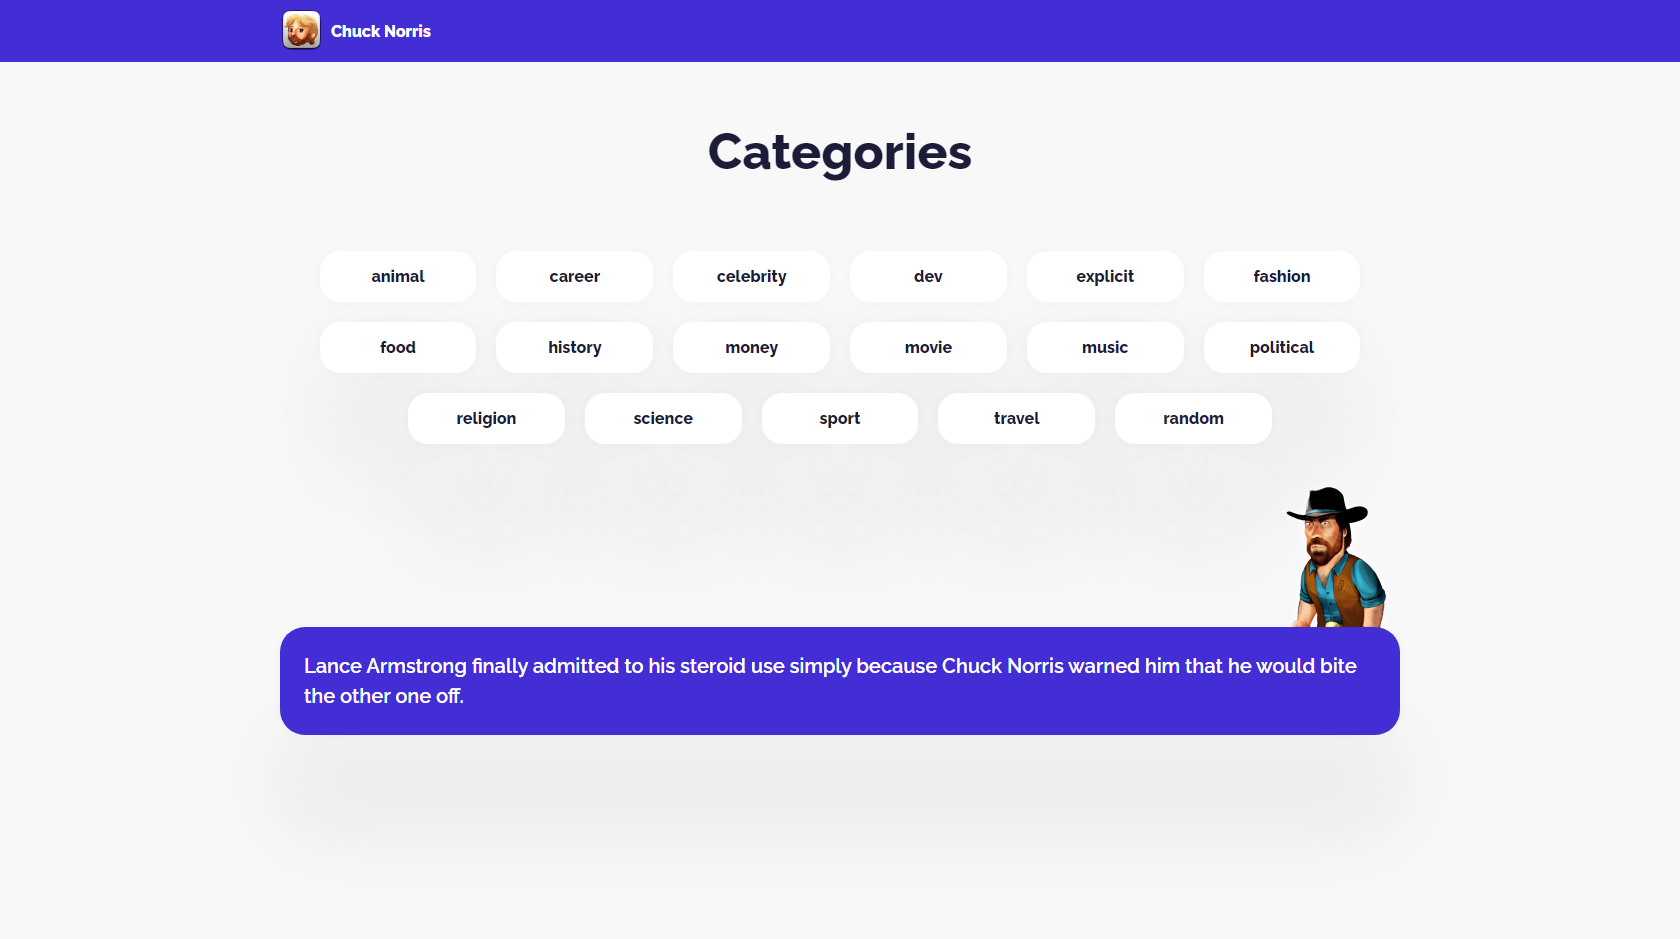 Chuck Norris
Categories
animal
career
celebrity
dev
explicit
fashion
food
history
money
movie
music
political
religion
science
sport
travel
random
Lance Armstrong finally admitted to his steroid use simply because Chuck Norris warned him that he would bite
the other one off.